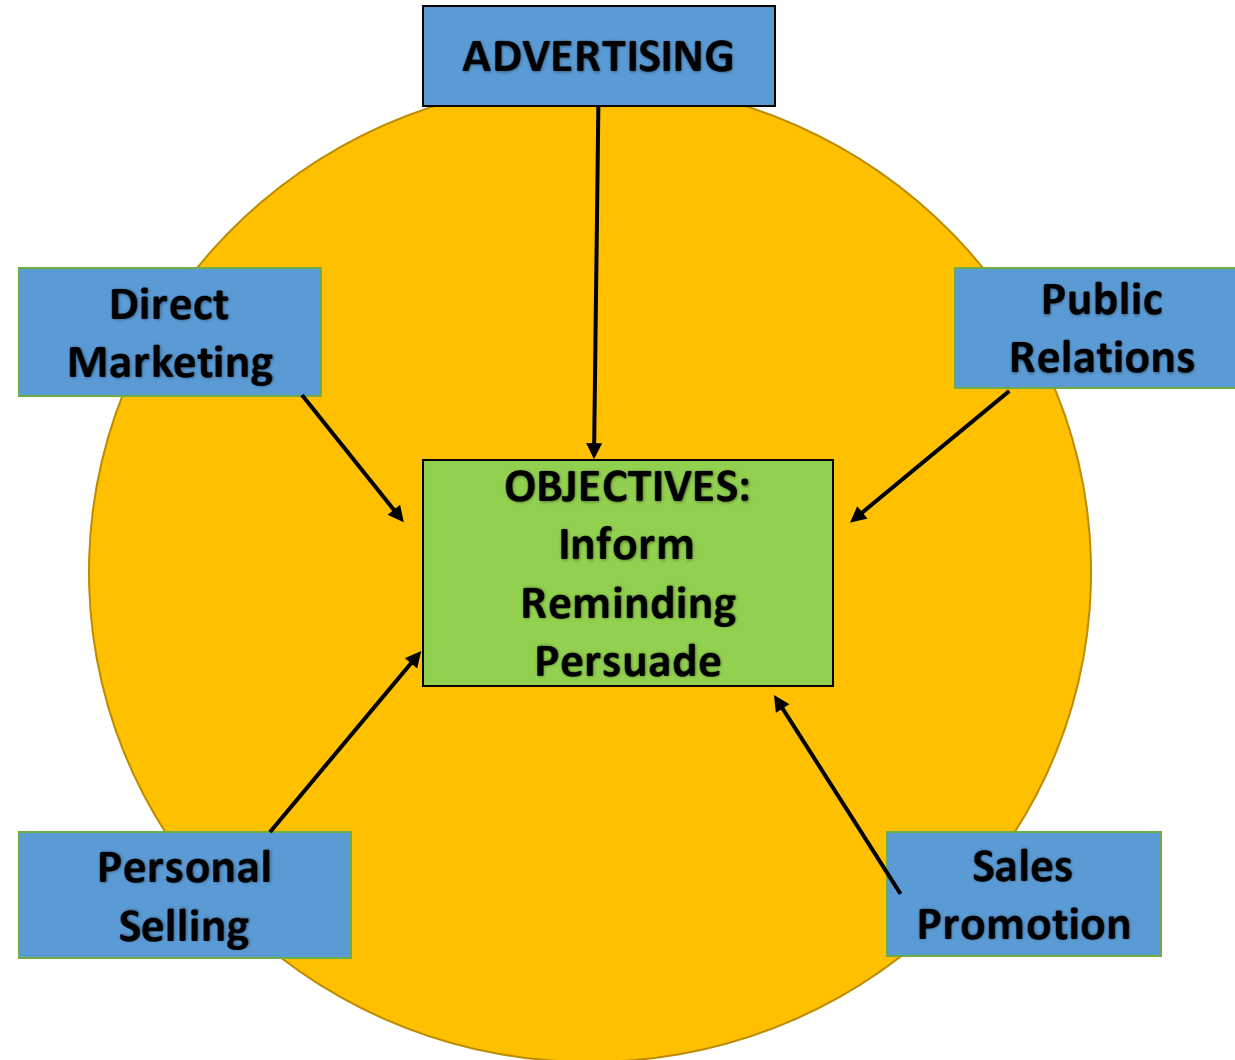 ADVERTISING
Direct
Marketing
Public
Relations
OBJECTIVES:
Inform
Reminding
Persuade
Personal
Selling
Sales
Promotion